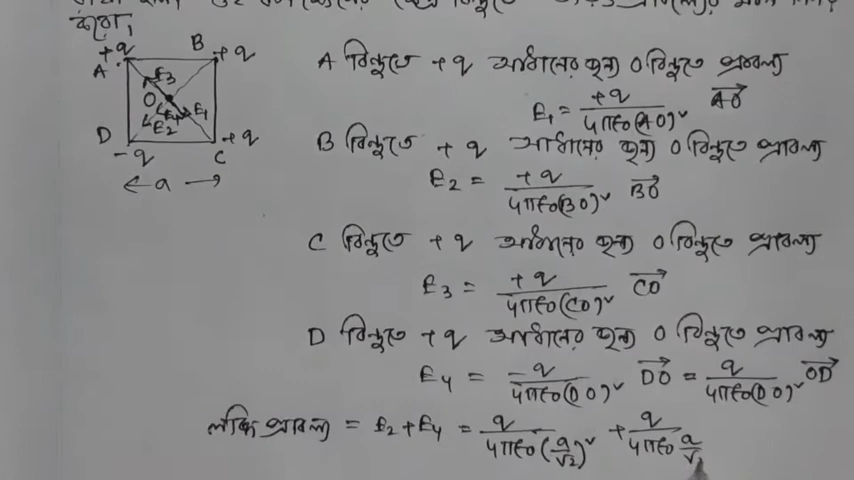 করো,
+q B +q
A
E3
O E1
E4
E2
D +q
-q C
← a →
A বিন্দুতে +q আধানের জন্য O বিন্দুতে প্রাবল্য
E1 = +q / 4πε0(AO)² AO→
B বিন্দুতে +q আধানের জন্য O বিন্দুতে প্রাবল্য
E2 = +q / 4πε0(BO)² BO→
C বিন্দুতে +q আধানের জন্য O বিন্দুতে প্রাবল্য
E3 = +q / 4πε0(CO)² CO→
D বিন্দুতে +q আধানের জন্য O বিন্দুতে প্রাবল্য
E4 = -q / 4πε0(DO)² DO→ = q / 4πε0(DO)² OD→
লব্ধি প্রাবল্য = E2 + E4 = q / 4πε0(a/√2)² + q / 4πε0 a/√